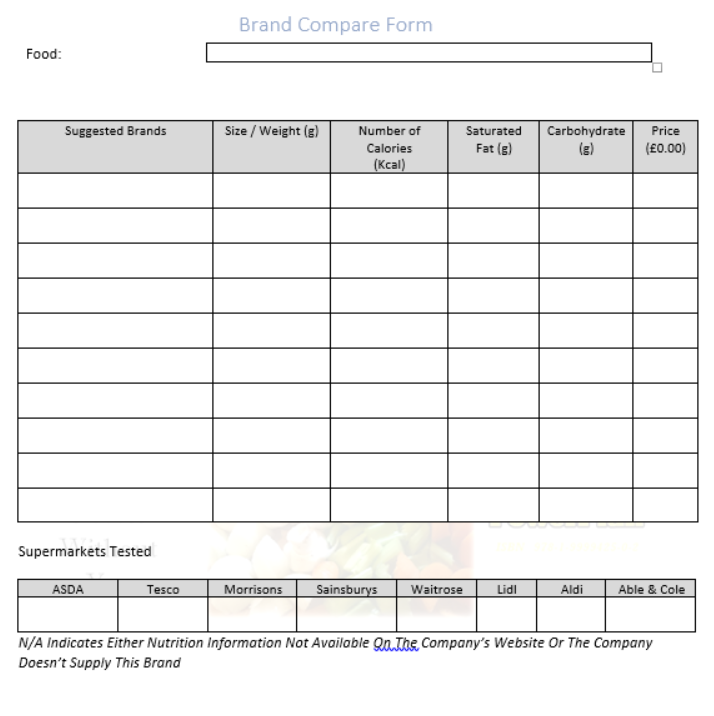 Brand Compare Form
Food:
Suggested Brands
Size / Weight (g)
Number of
Calories
(Kcal)
Saturated
Fat (g)
Carbohydrate
(g)
Price
(£0.00)
Supermarkets Tested
ASDA
Tesco
Morrisons
Sainsburys
Waitrose
Lidl
Aldi
Able & Cole
N/A Indicates Either Nutrition Information Not Available On The Company's Website Or The Company
Doesn't Supply This Brand